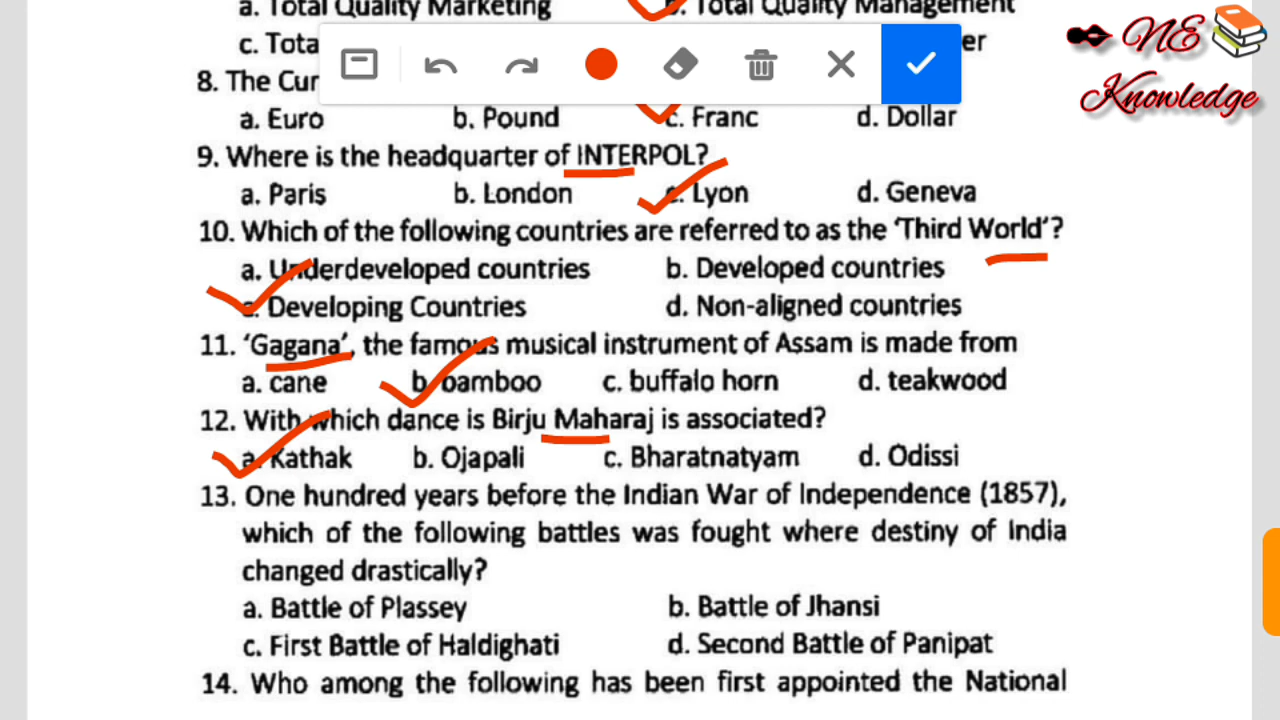 a. Total Quality Marketing b. Total Quality Management
c. Tota er
8. The Cur
a. Euro b. Pound c. Franc d. Dollar
9. Where is the headquarter of INTERPOL?
a. Paris b. London c. Lyon d. Geneva
10. Which of the following countries are referred to as the 'Third World'?
a. Underdeveloped countries b. Developed countries
c. Developing Countries d. Non-aligned countries
11. 'Gagana', the famous musical instrument of Assam is made from
a. cane b. bamboo c. buffalo horn d. teakwood
12. With which dance is Birju Maharaj is associated?
a. Kathak b. Ojapali c. Bharatnatyam d. Odissi
13. One hundred years before the Indian War of Independence (1857),
which of the following battles was fought where destiny of India
changed drastically?
a. Battle of Plassey b. Battle of Jhansi
c. First Battle of Haldighati d. Second Battle of Panipat
14. Who among the following has been first appointed the National
NE
Knowledge